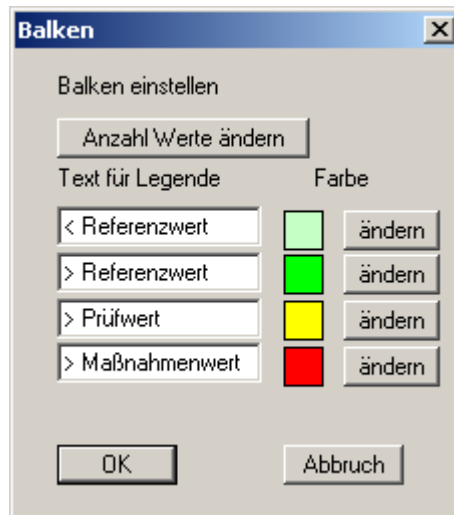 Balken
Balken einstellen
Anzahl Werte ändern
Text für Legende Farbe
< Referenzwert ändern
> Referenzwert ändern
> Prüfwert ändern
> Maßnahmenwert ändern
OK Abbruch